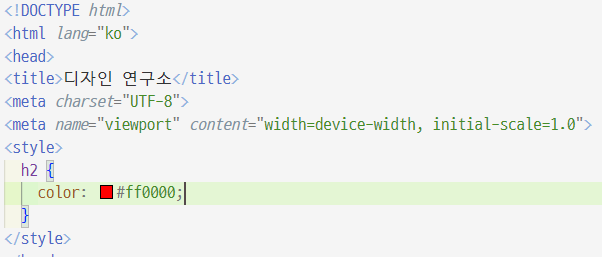 <!DOCTYPE html>
<html lang="ko">
<head>
<title>디자인 연구소</title>
<meta charset="UTF-8">
<meta name="viewport" content="width=device-width, initial-scale=1.0">
<style>
h2 {
color: #ff0000;
}
</style>